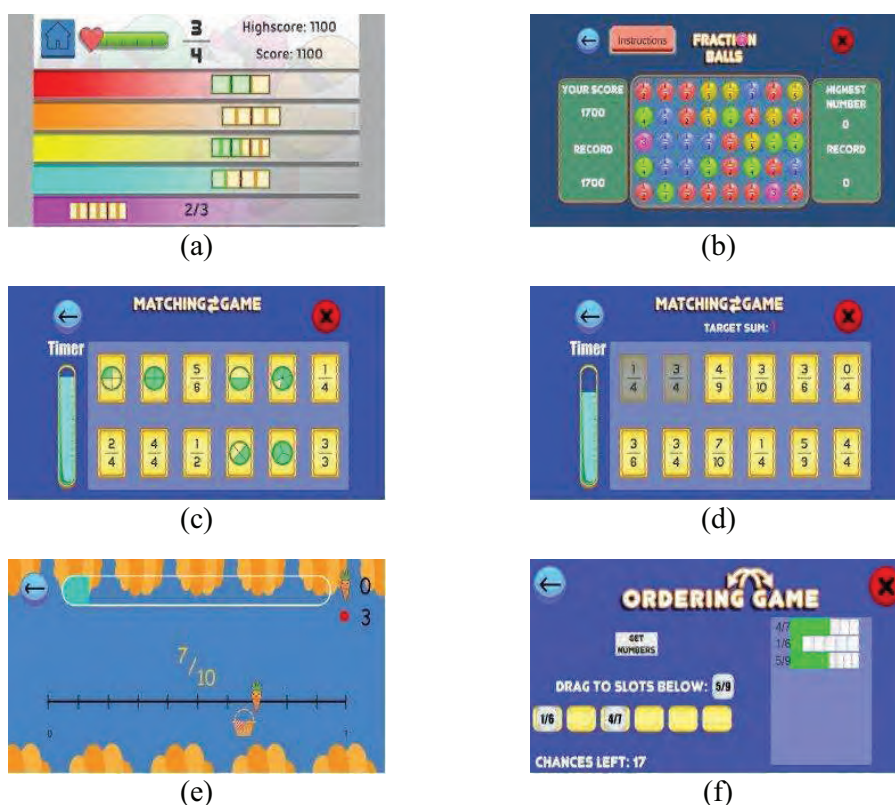 3
4
Highscore: 1100
Score: 1100
2/3
(a)
Instructions
FRACTION
BALLS
YOUR SCORE
1700
RECORD
1700
HIGHEST
NUMBER
0
RECORD
0
(b)
MATCHING GAME
Timer
5
6
1
4
2
4
4
4
1
2
3
3
(c)
MATCHING GAME
TARGET SUM: 1
Timer
1 3 4 3 3 0
4 4 9 10 6 4
3 3 7 1 5 4
6 4 10 4 9 4
(d)
0
3
7/10
0 1
(e)
ORDERING GAME
GET
NUMBERS
4/7
1/6
5/9
DRAG TO SLOTS BELOW: 5/9
1/6 4/7
CHANCES LEFT: 17
(f)